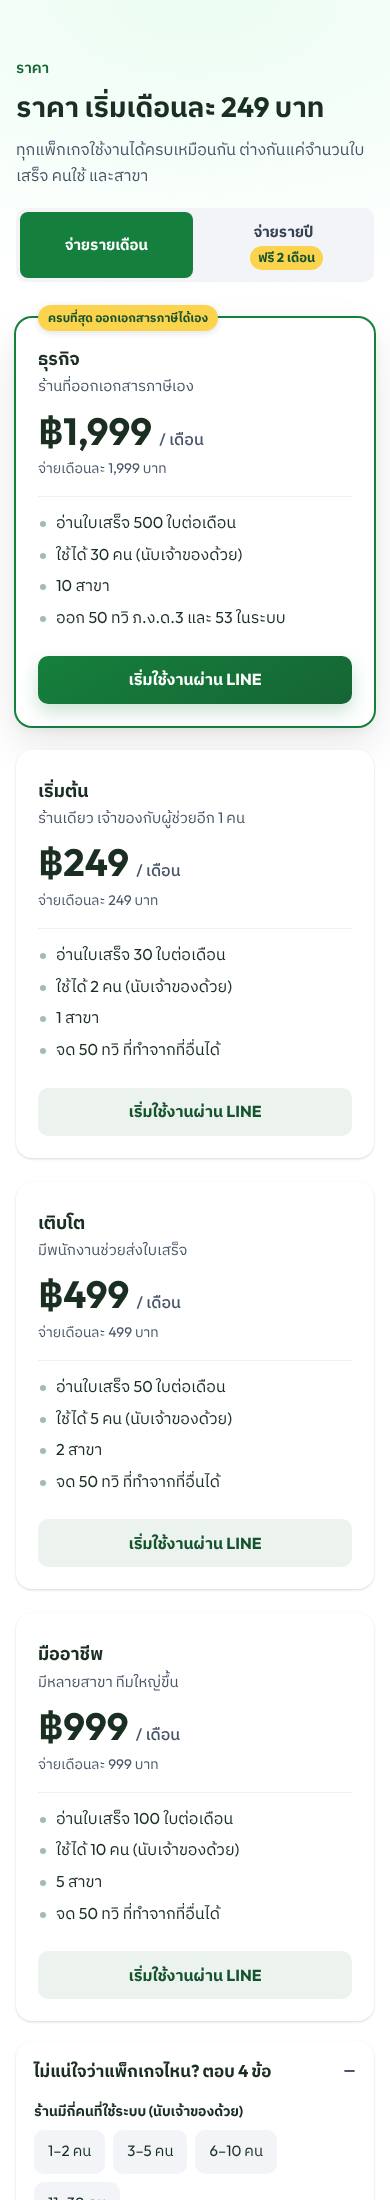 ราคา
ราคา เริ่มเดือนละ 249 บาท
ทุกแพ็กเกจใช้งานได้ครบเหมือนกัน ต่างกันแค่จำนวนใบ
เสร็จ คนใช้ และสาขา
จ่ายรายเดือน
จ่ายรายปี
ฟรี 2 เดือน
ครบที่สุด ออกเอกสารภาษีได้เอง
ธุรกิจ
ร้านที่ออกเอกสารภาษีเอง
฿1,999 / เดือน
จ่ายเดือนละ 1,999 บาท
อ่านใบเสร็จ 500 ใบต่อเดือน
ใช้ได้ 30 คน (นับเจ้าของด้วย)
10 สาขา
ออก 50 ทวิ ภ.ง.ด.3 และ 53 ในระบบ
เริ่มใช้งานผ่าน LINE
เริ่มต้น
ร้านเดียว เจ้าของกับผู้ช่วยอีก 1 คน
฿249 / เดือน
จ่ายเดือนละ 249 บาท
อ่านใบเสร็จ 30 ใบต่อเดือน
ใช้ได้ 2 คน (นับเจ้าของด้วย)
1 สาขา
จด 50 ทวิ ที่ทำจากที่อื่นได้
เริ่มใช้งานผ่าน LINE
เติบโต
มีพนักงานช่วยส่งใบเสร็จ
฿499 / เดือน
จ่ายเดือนละ 499 บาท
อ่านใบเสร็จ 50 ใบต่อเดือน
ใช้ได้ 5 คน (นับเจ้าของด้วย)
2 สาขา
จด 50 ทวิ ที่ทำจากที่อื่นได้
เริ่มใช้งานผ่าน LINE
มืออาชีพ
มีหลายสาขา ทีมใหญ่ขึ้น
฿999 / เดือน
จ่ายเดือนละ 999 บาท
อ่านใบเสร็จ 100 ใบต่อเดือน
ใช้ได้ 10 คน (นับเจ้าของด้วย)
5 สาขา
จด 50 ทวิ ที่ทำจากที่อื่นได้
เริ่มใช้งานผ่าน LINE
ไม่แน่ใจว่าแพ็กเกจไหน? ตอบ 4 ข้อ
ร้านมีกี่คนที่ใช้ระบบ (นับเจ้าของด้วย)
1–2 คน
3–5 คน
6–10 คน